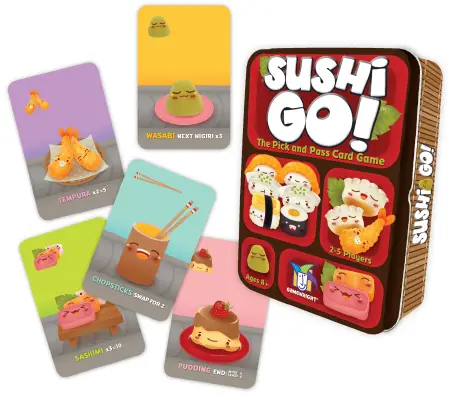 TEMPURA x2=5
WASABI NEXT NIGIRI x3
CHOPSTICKS SWAP FOR 2
SASHIMI x3=10
PUDDING END:
SUSHI
GO!
The Pick and Pass Card Game
2-5 Players
Ages 8+
GAMEWRIGHT
SUSHI GO!